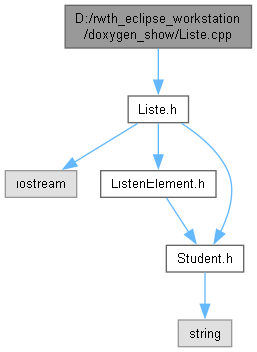 D:/rwth_eclipse_workstation
/doxygen_show/Liste.cpp
Liste.h
iostream
ListenElement.h
Student.h
string